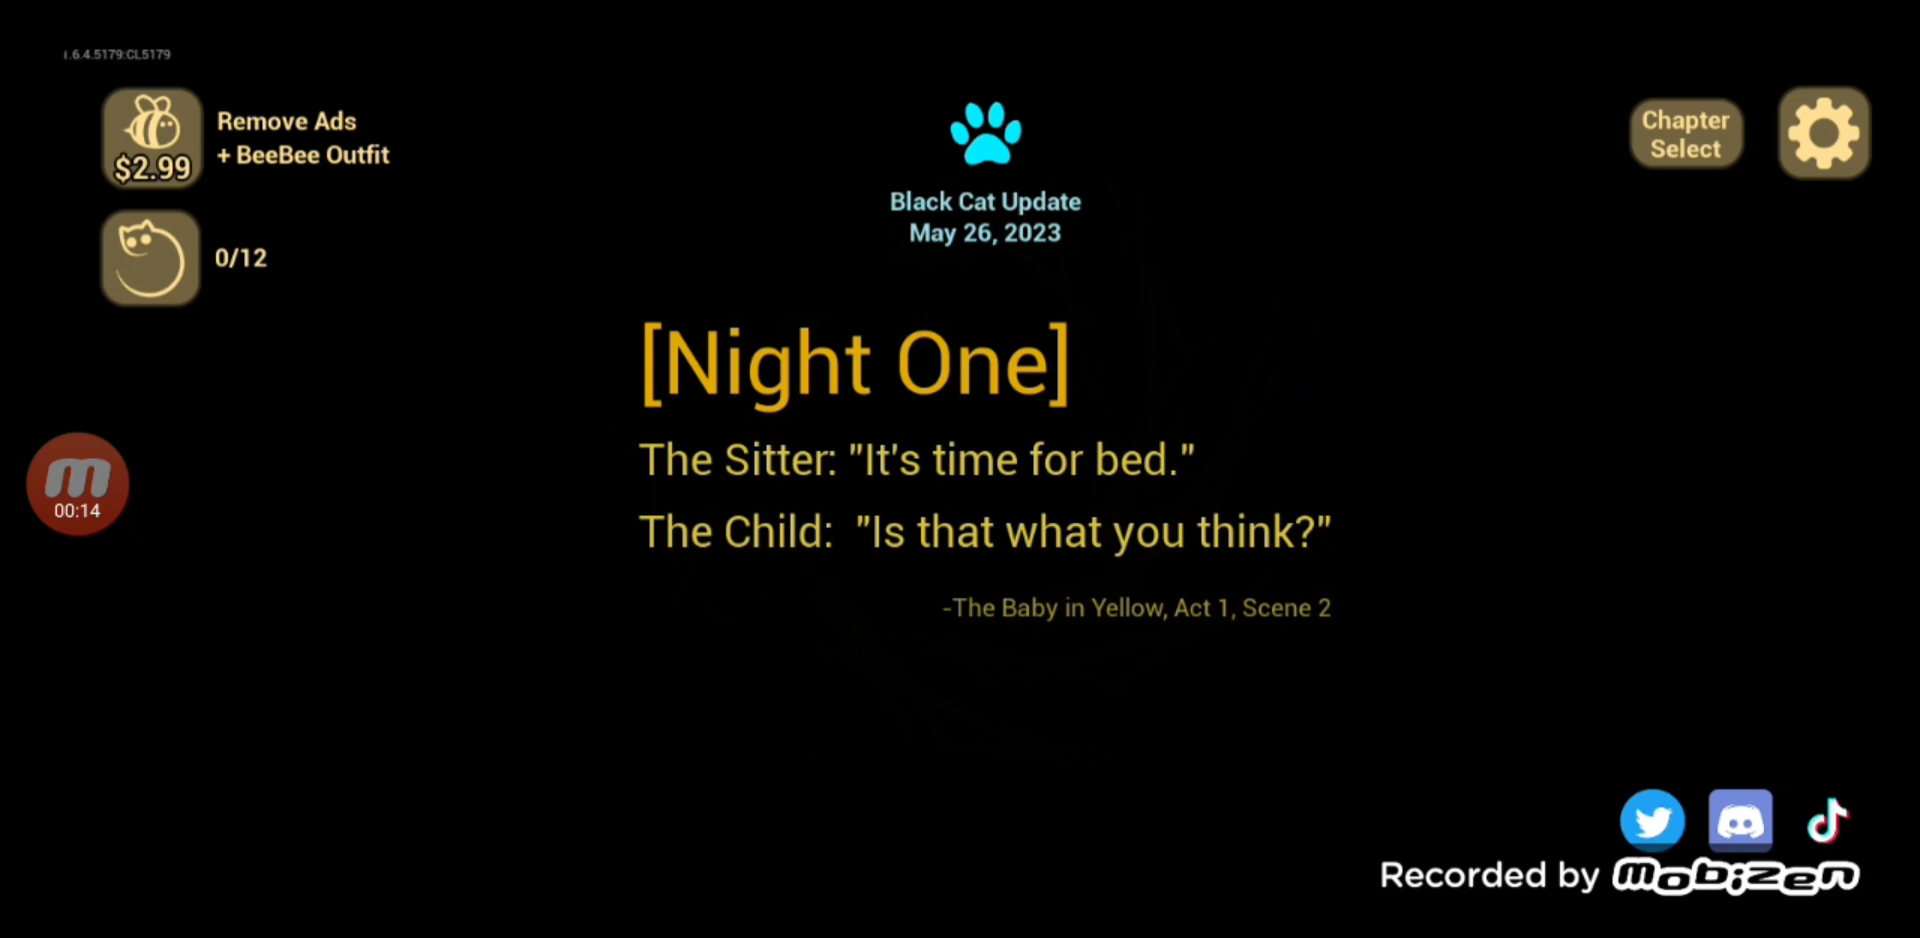 1.6.4.5179:CL5179
$2.99
Remove Ads
+ BeeBee Outfit
0/12
Black Cat Update
May 26, 2023
Chapter
Select
[Night One]
The Sitter: "It's time for bed."
The Child:  "Is that what you think?"
-The Baby in Yellow, Act 1, Scene 2
m
00:14
Recorded by mobizen